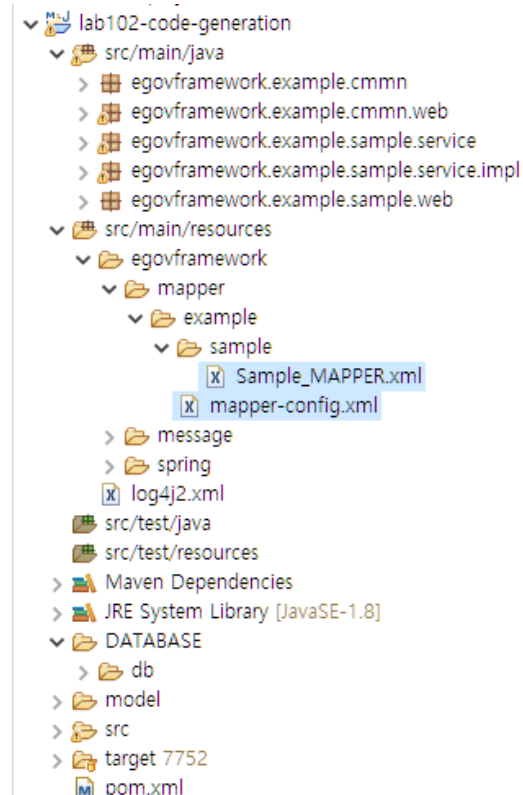 lab102-code-generation
src/main/java
egovframework.example.cmmn
egovframework.example.cmmn.web
egovframework.example.sample.service
egovframework.example.sample.service.impl
egovframework.example.sample.web
src/main/resources
egovframework
mapper
example
sample
Sample_MAPPER.xml
mapper-config.xml
message
spring
log4j2.xml
src/test/java
src/test/resources
Maven Dependencies
JRE System Library [JavaSE-1.8]
DATABASE
db
model
src
target 7752
pom.xml